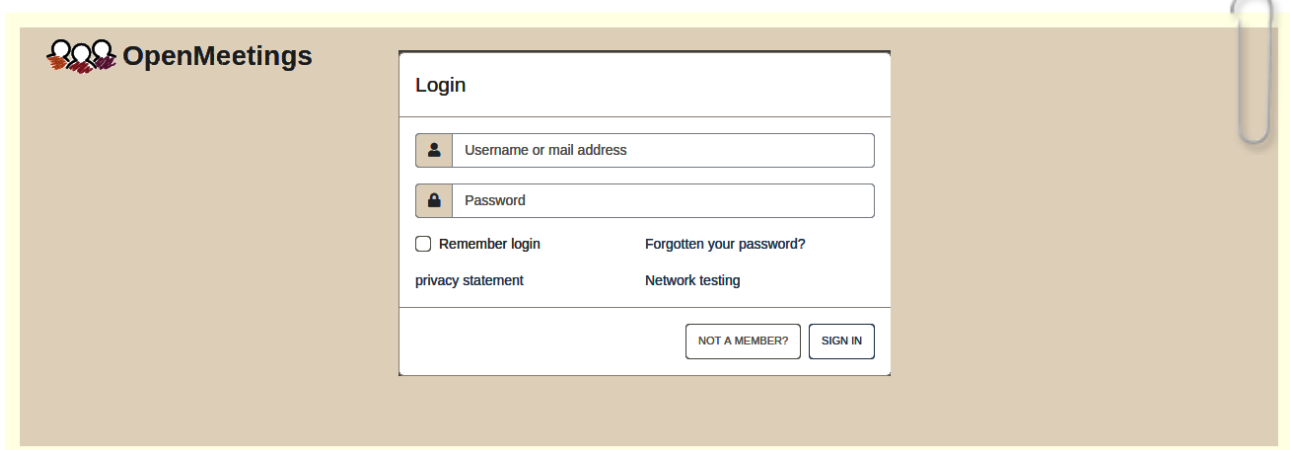 OpenMeetings
Login
Username or mail address
Password
Remember login
Forgotten your password?
privacy statement
Network testing
NOT A MEMBER?
SIGN IN